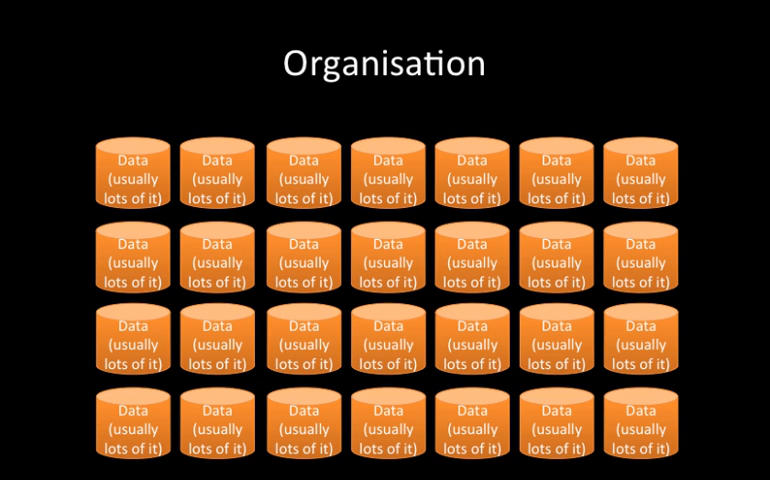 Organisation
Data Data Data Data Data Data Data
(usually (usually (usually (usually (usually (usually (usually
lots of it) lots of it) lots of it) lots of it) lots of it) lots of it) lots of it)
Data Data Data Data Data Data Data
(usually (usually (usually (usually (usually (usually (usually
lots of it) lots of it) lots of it) lots of it) lots of it) lots of it) lots of it)
Data Data Data Data Data Data Data
(usually (usually (usually (usually (usually (usually (usually
lots of it) lots of it) lots of it) lots of it) lots of it) lots of it) lots of it)
Data Data Data Data Data Data Data
(usually (usually (usually (usually (usually (usually (usually
lots of it) lots of it) lots of it) lots of it) lots of it) lots of it) lots of it)